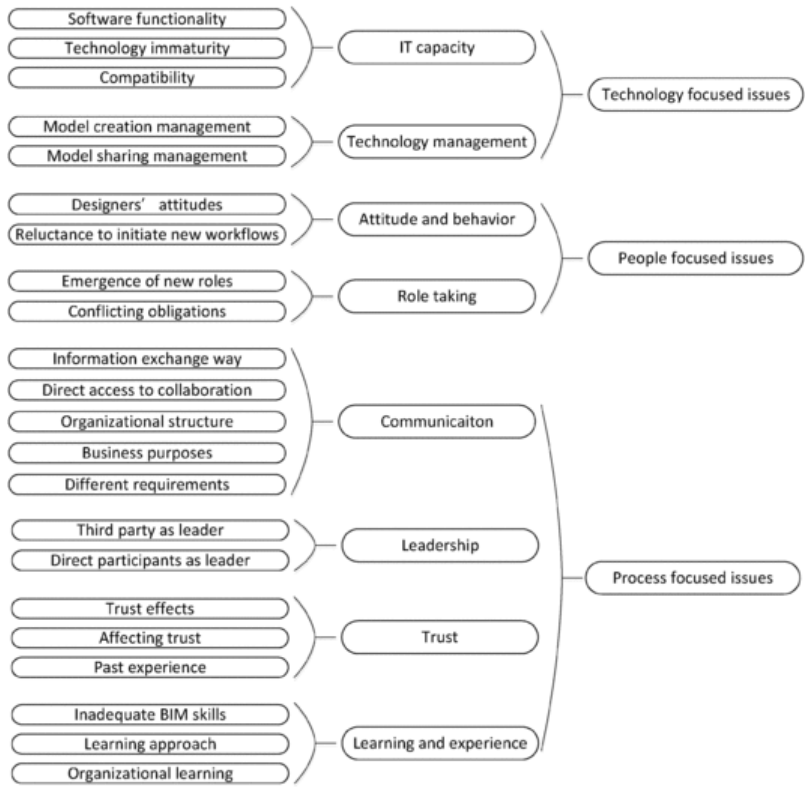 Software functionality
Technology immaturity
Compatibility
IT capacity
Model creation management
Model sharing management
Technology management
Technology focused issues
Designers' attitudes
Reluctance to initiate new workflows
Attitude and behavior
Emergence of new roles
Conflicting obligations
Role taking
People focused issues
Information exchange way
Direct access to collaboration
Organizational structure
Business purposes
Different requirements
Communicaiton
Third party as leader
Direct participants as leader
Leadership
Trust effects
Affecting trust
Past experience
Trust
Inadequate BIM skills
Learning approach
Organizational learning
Learning and experience
Process focused issues